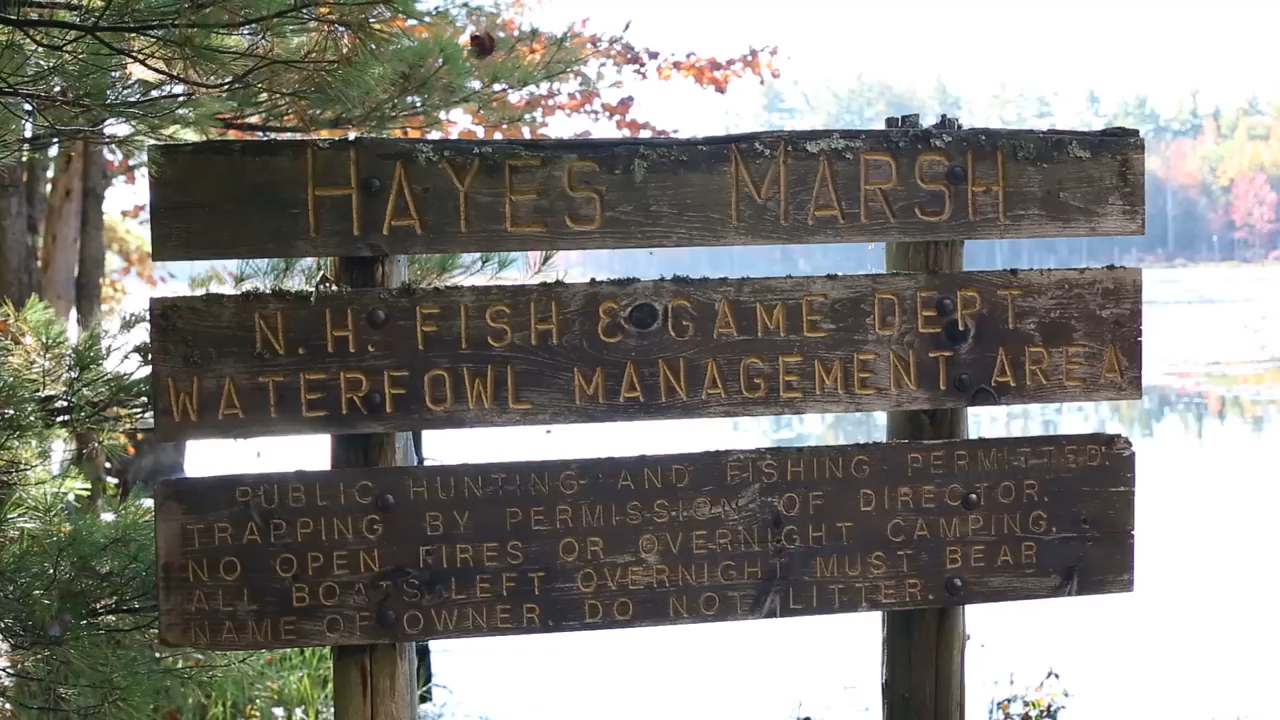 HAYES MARSH
N.H. FISH & GAME DEPT
WATERFOWL MANAGEMENT AREA
PUBLIC HUNTING AND FISHING PERMITTED.
TRAPPING BY PERMISSION OF DIRECTOR.
NO OPEN FIRES OR OVERNIGHT CAMPING.
ALL BOATS LEFT OVERNIGHT MUST BEAR
NAME OF OWNER. DO NOT LITTER.